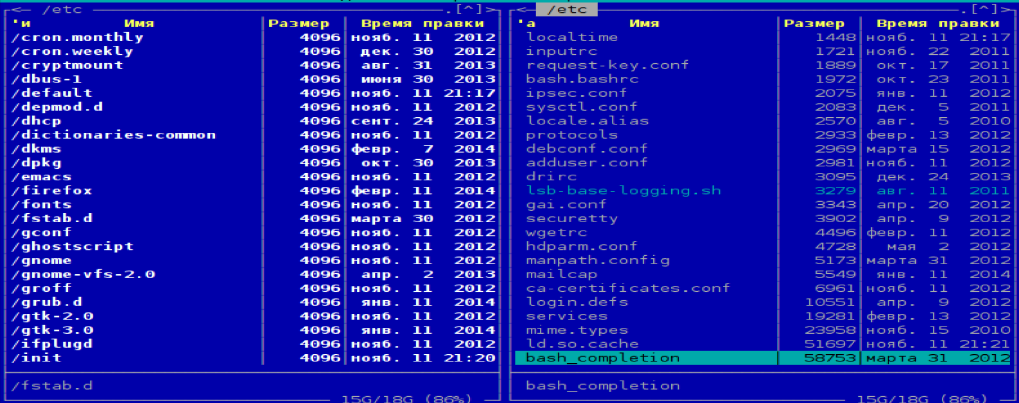 <─ /etc .[^]>
'и Имя Размер Время правки
/cron.monthly 4096 нояб. 11 2012
/cron.weekly 4096 дек. 30 2012
/cryptmount 4096 авг. 31 2013
/dbus-1 4096 июня 30 2013
/default 4096 нояб. 11 21:17
/depmod.d 4096 нояб. 11 2012
/dhcp 4096 сент. 24 2013
/dictionaries-common 4096 нояб. 11 2012
/dkms 4096 февр. 7 2014
/dpkg 4096 окт. 30 2013
/emacs 4096 нояб. 11 2012
/firefox 4096 февр. 11 2014
/fonts 4096 нояб. 11 2012
/fstab.d 4096 марта 30 2012
/gconf 4096 нояб. 11 2012
/ghostscript 4096 нояб. 11 2012
/gnome 4096 нояб. 11 2012
/gnome-vfs-2.0 4096 апр. 2 2013
/groff 4096 нояб. 11 2012
/grub.d 4096 янв. 11 2014
/gtk-2.0 4096 нояб. 11 2012
/gtk-3.0 4096 янв. 11 2014
/ifplugd 4096 нояб. 11 2012
/init 4096 нояб. 11 21:20
/fstab.d
15G/18G (86%)
<─ /etc .[^]>
'а Имя Размер Время правки
localtime 1448 нояб. 11 21:17
inputrc 1721 нояб. 22 2011
request-key.conf 1889 окт. 17 2011
bash.bashrc 1972 окт. 23 2011
ipsec.conf 2075 янв. 11 2012
sysctl.conf 2083 дек. 5 2011
locale.alias 2570 авг. 5 2010
protocols 2933 февр. 13 2012
debconf.conf 2969 марта 15 2012
adduser.conf 2981 нояб. 11 2012
drirc 3095 дек. 24 2013
lsb-base-logging.sh 3279 авг. 11 2011
gai.conf 3343 апр. 20 2012
securetty 3902 апр. 9 2012
wgetrc 4496 февр. 11 2012
hdparm.conf 4728 мая 2 2012
manpath.config 5173 марта 31 2012
mailcap 5549 янв. 11 2014
ca-certificates.conf 6961 нояб. 11 2012
login.defs 10551 апр. 9 2012
services 19281 февр. 13 2012
mime.types 23958 нояб. 15 2010
ld.so.cache 51697 нояб. 11 21:21
bash_completion 58753 марта 31 2012
bash_completion
15G/18G (86%)